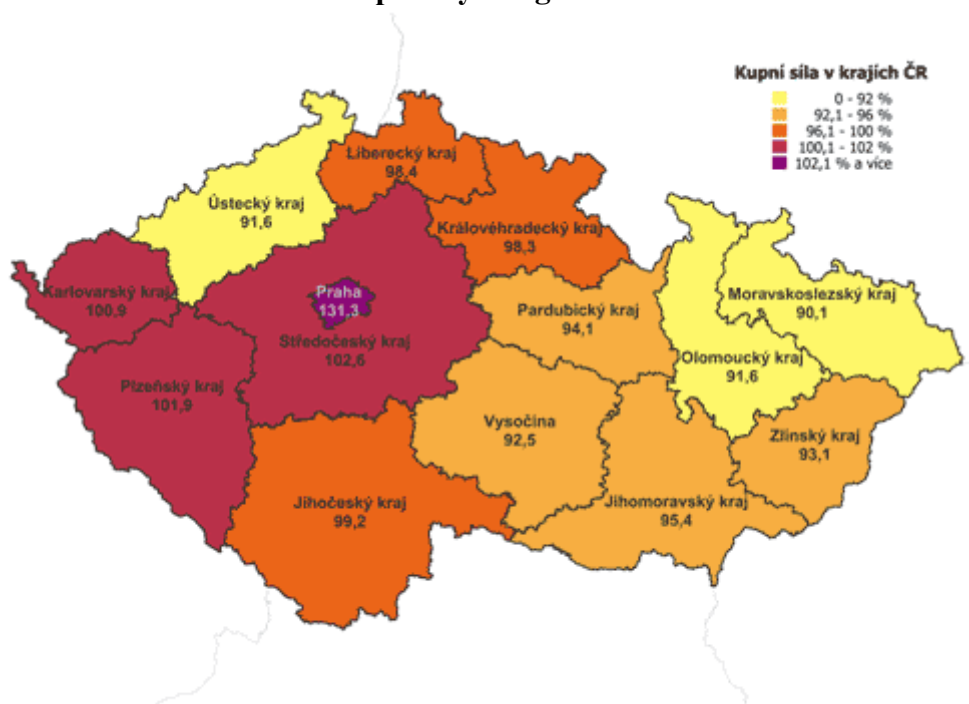 Kupní síla v krajích ČR
0 - 92 %
92,1 - 96 %
96,1 - 100 %
100,1 - 102 %
102,1 % a více
Liberecký kraj
98,4
Ústecký kraj
91,6
Královéhradecký kraj
98,3
Karlovarský kraj
100,9
Praha
131,3
Středočeský kraj
102,6
Pardubický kraj
94,1
Moravskoslezský kraj
90,1
Olomoucký kraj
91,6
Plzeňský kraj
101,9
Vysočina
92,5
Zlínský kraj
93,1
Jihočeský kraj
99,2
Jihomoravský kraj
95,4